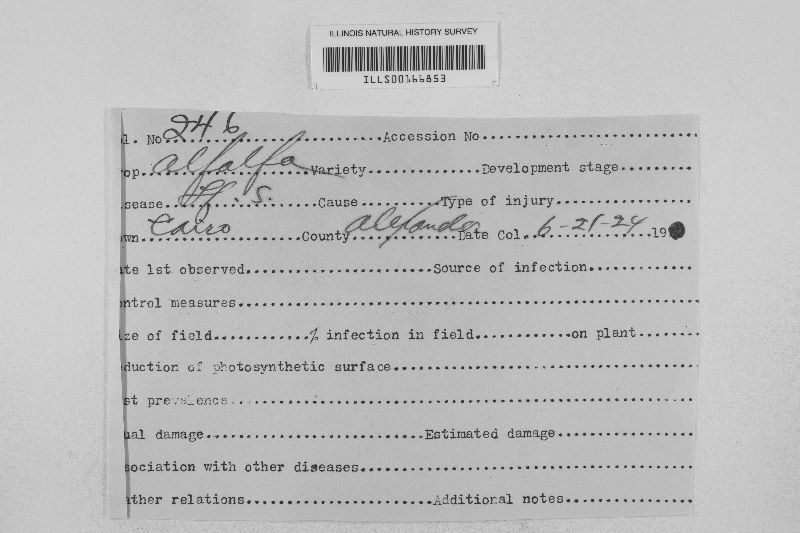 ILLINOIS NATURAL HISTORY SURVEY
ILLS00166853
l. No. 246 Accession No
op. alfalfa Variety Development stage
sease lf. s. Cause Type of injury
wn. Cairo County Alexander Date Col. 6-21-24 19
te 1st observed Source of infection
ntrol measures
ze of field % infection in field on plant
duction of photosynthetic surface
st prevalence
ual damage Estimated damage
sociation with other diseases
ther relations Additional notes